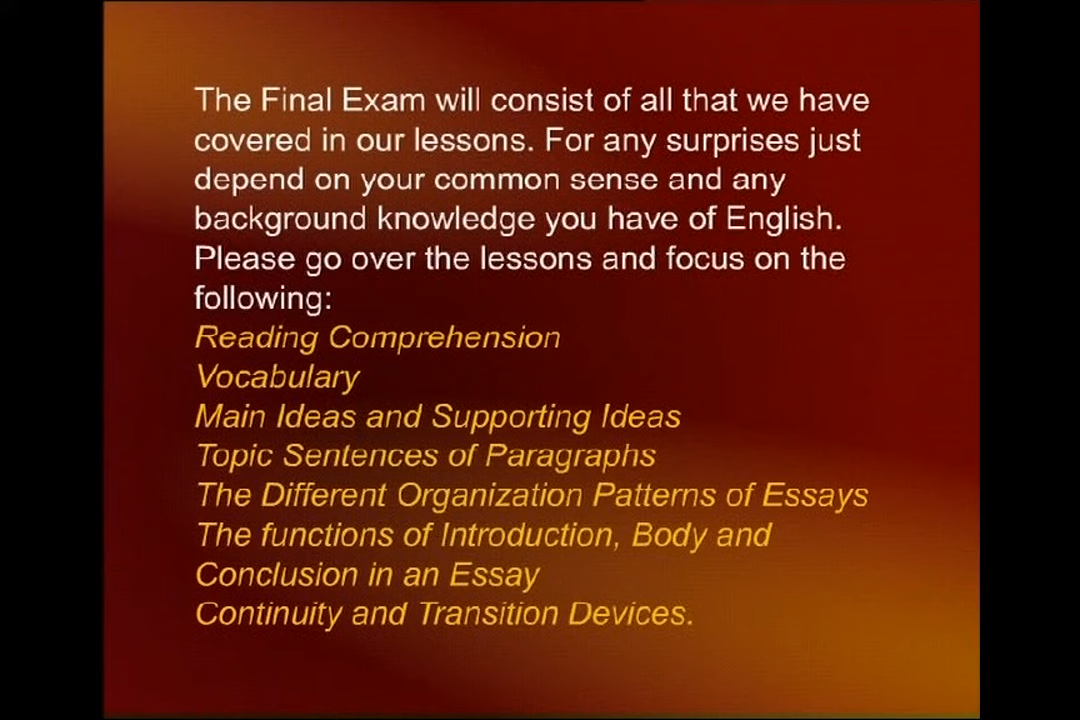 The Final Exam will consist of all that we have
covered in our lessons. For any surprises just
depend on your common sense and any
background knowledge you have of English.
Please go over the lessons and focus on the
following:
Reading Comprehension
Vocabulary
Main Ideas and Supporting Ideas
Topic Sentences of Paragraphs
The Different Organization Patterns of Essays
The functions of Introduction, Body and
Conclusion in an Essay
Continuity and Transition Devices.